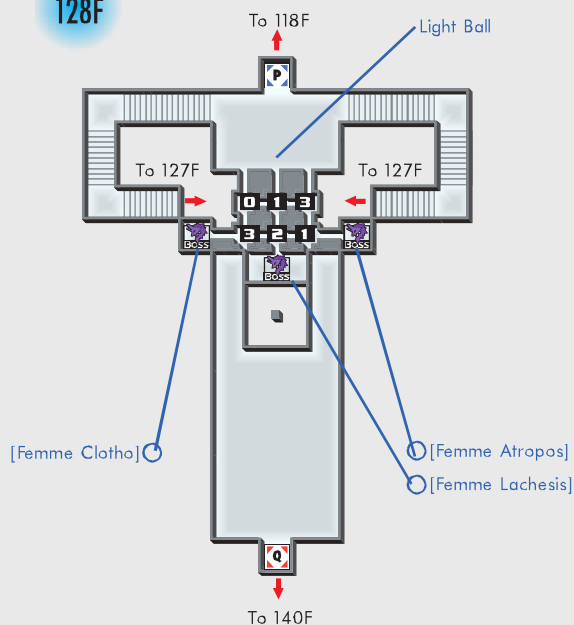 128F
To 118F
Light Ball
P
To 127F
To 127F
0 1 3
3 2 1
BOSS
BOSS
BOSS
[Femme Clotho]
[Femme Atropos]
[Femme Lachesis]
Q
To 140F